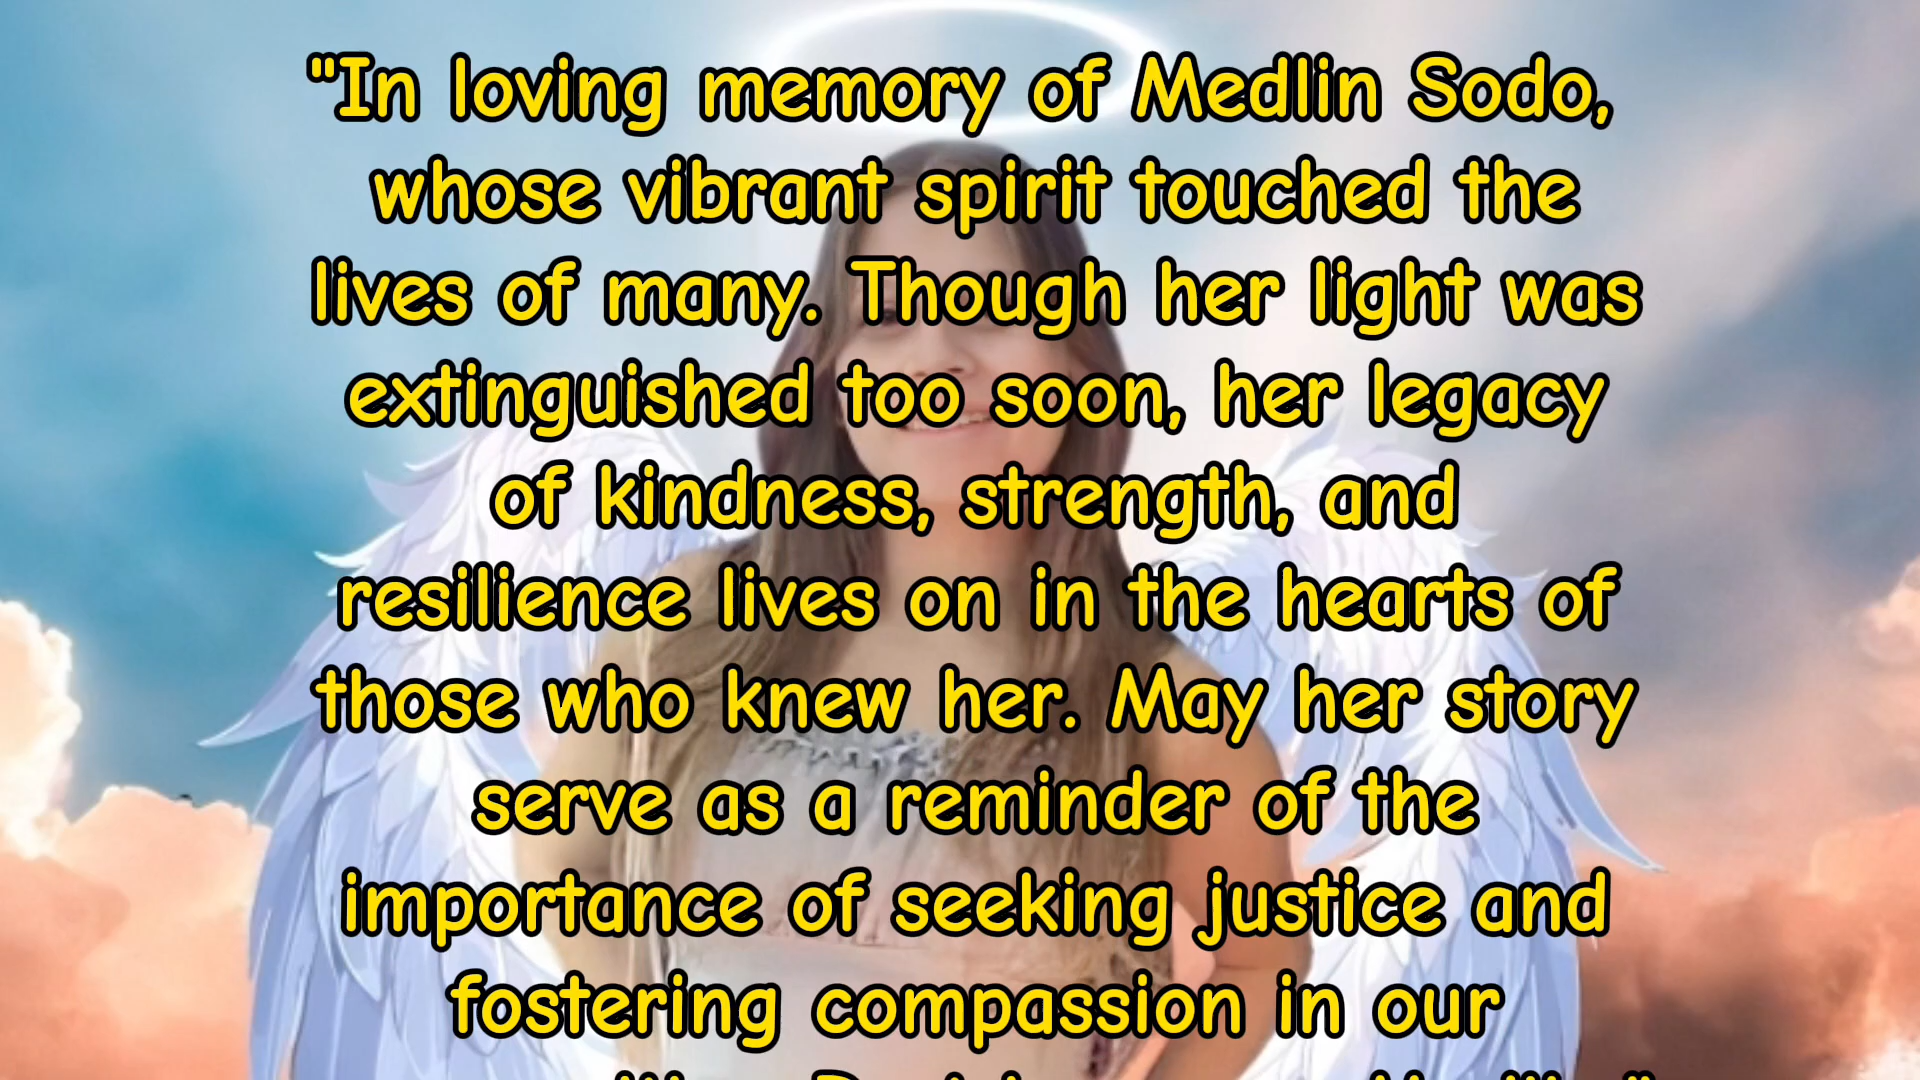 "In loving memory of Medlin Sodo,
whose vibrant spirit touched the
lives of many. Though her light was
extinguished too soon, her legacy
of kindness, strength, and
resilience lives on in the hearts of
those who knew her. May her story
serve as a reminder of the
importance of seeking justice and
fostering compassion in our